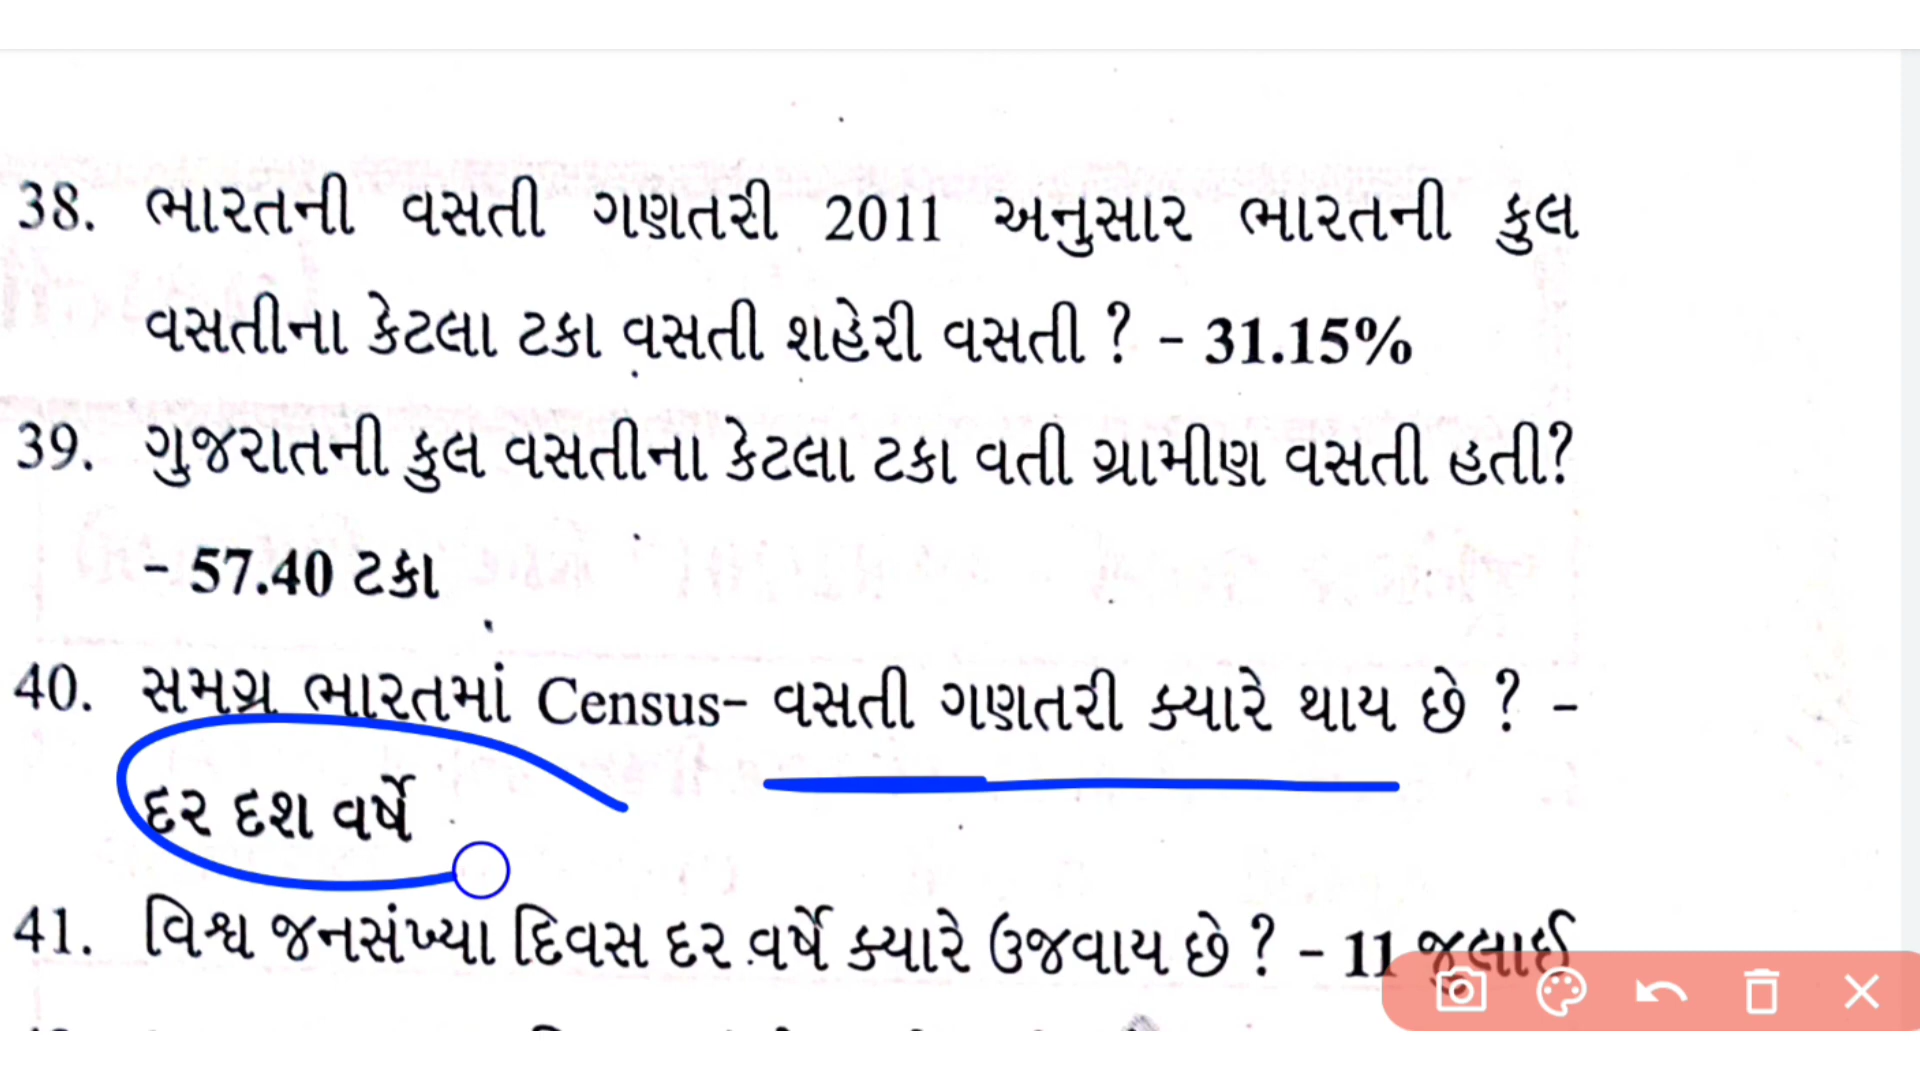 38. ભારતની વસતી ગણતરી 2011 અનુસાર ભારતની કુલ
વસતીના કેટલા ટકા વસતી શહેરી વસતી ? - 31.15%
39. ગુજરાતની કુલ વસતીના કેટલા ટકા વતી ગ્રામીણ વસતી હતી?
- 57.40 ટકા
40. સમગ્ર ભારતમાં Census- વસતી ગણતરી ક્યારે થાય છે ? -
દર દશ વર્ષે
41. વિશ્વ જનસંખ્યા દિવસ દર વર્ષે ક્યારે ઉજવાય છે ? - 11 જુલાઈ